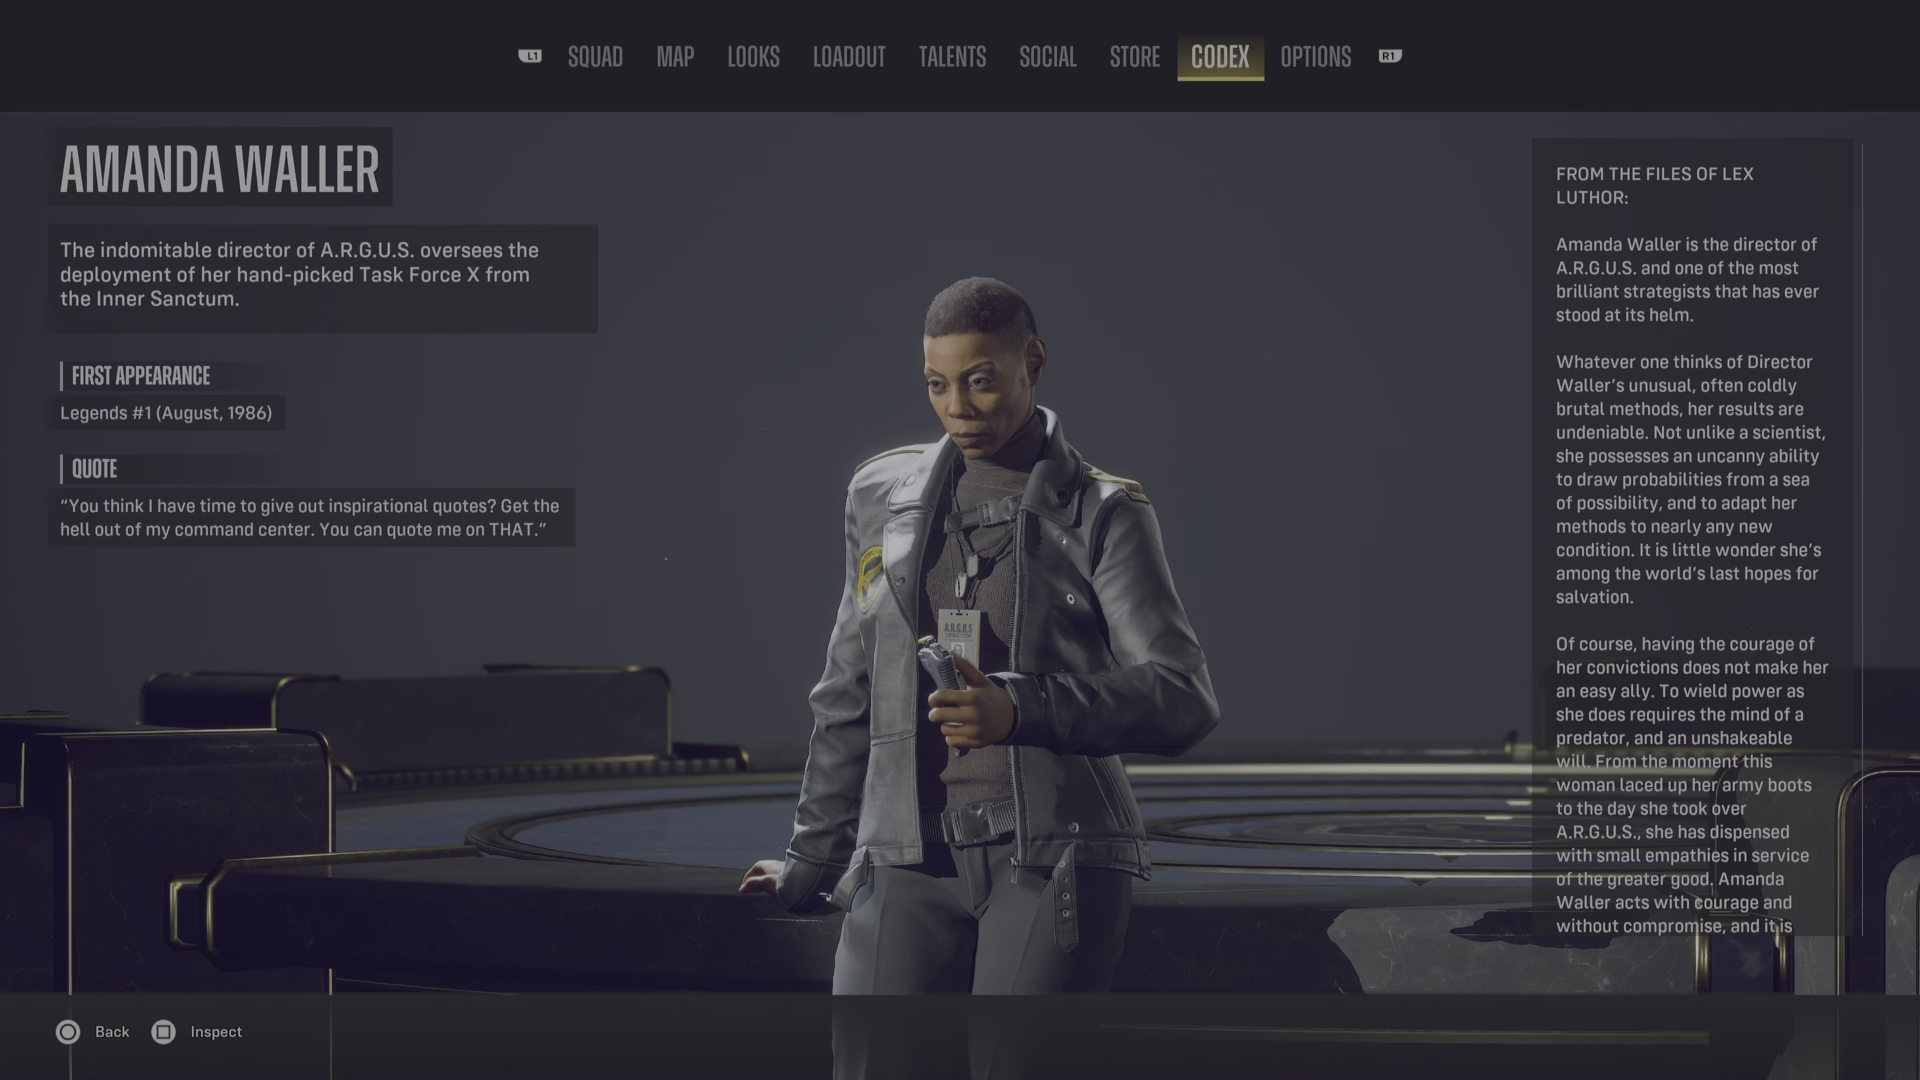 L1 SQUAD MAP LOOKS LOADOUT TALENTS SOCIAL STORE CODEX OPTIONS R1
AMANDA WALLER
The indomitable director of A.R.G.U.S. oversees the
deployment of her hand-picked Task Force X from
the Inner Sanctum.
FIRST APPEARANCE
Legends #1 (August, 1986)
QUOTE
“You think I have time to give out inspirational quotes? Get the
hell out of my command center. You can quote me on THAT.”
A.R.G.U.S
DIRECTOR
FROM THE FILES OF LEX
LUTHOR:
Amanda Waller is the director of
A.R.G.U.S. and one of the most
brilliant strategists that has ever
stood at its helm.
Whatever one thinks of Director
Waller’s unusual, often coldly
brutal methods, her results are
undeniable. Not unlike a scientist,
she possesses an uncanny ability
to draw probabilities from a sea
of possibility, and to adapt her
methods to nearly any new
condition. It is little wonder she’s
among the world’s last hopes for
salvation.
Of course, having the courage of
her convictions does not make her
an easy ally. To wield power as
she does requires the mind of a
predator, and an unshakeable
will. From the moment this
woman laced up her army boots
to the day she took over
A.R.G.U.S., she has dispensed
with small empathies in service
of the greater good. Amanda
Waller acts with courage and
without compromise, and it is
Back Inspect